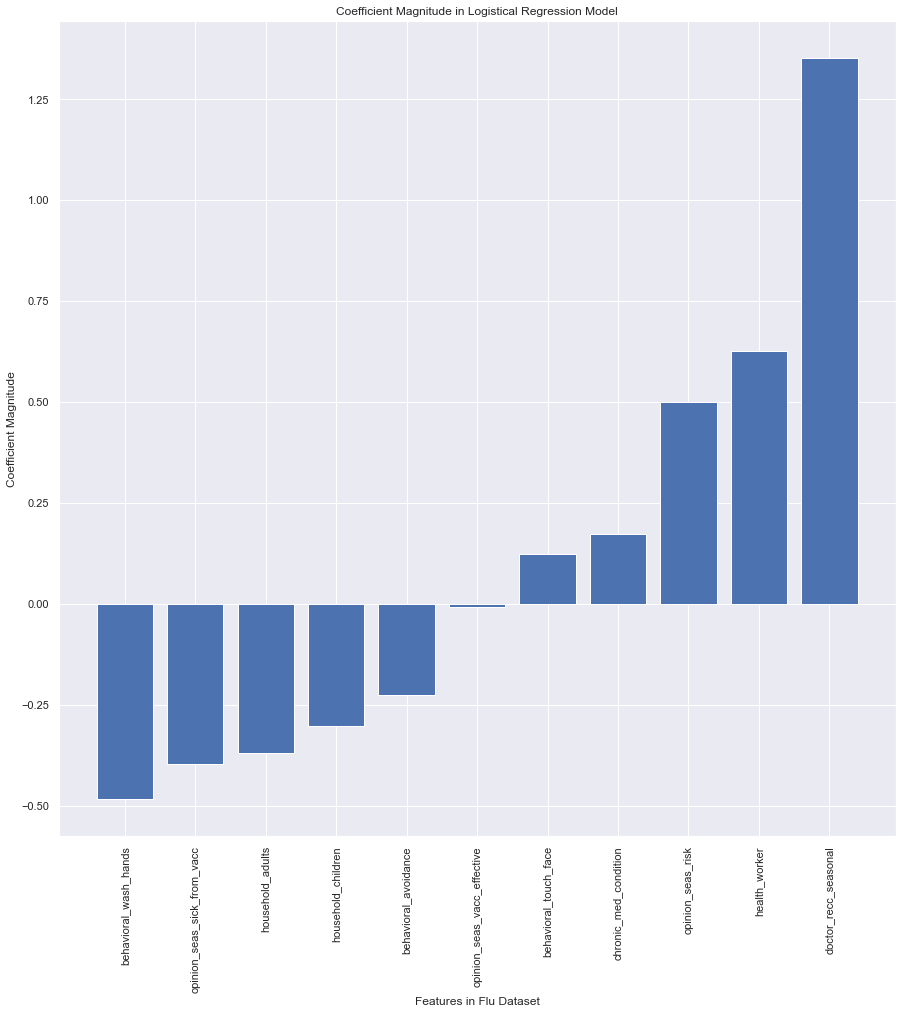 Coefficient Magnitude in Logistical Regression Model
Coefficient Magnitude
1.25
1.00
0.75
0.50
0.25
0.00
−0.25
−0.50
behavioral_wash_hands
opinion_seas_sick_from_vacc
household_adults
household_children
behavioral_avoidance
opinion_seas_vacc_effective
behavioral_touch_face
chronic_med_condition
opinion_seas_risk
health_worker
doctor_recc_seasonal
Features in Flu Dataset